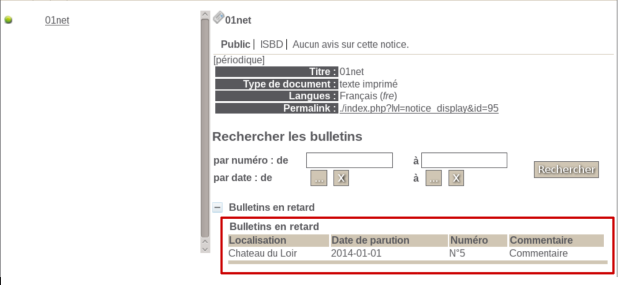 01net
01net
Public | ISBD | Aucun avis sur cette notice.
[périodique]
Titre : 01net
Type de document : texte imprimé
Langues : Français (fre)
Permalink : ./index.php?lvl=notice_display&id=95
Rechercher les bulletins
par numéro : de à
Rechercher
par date : de ... X à ... X
Bulletins en retard
Bulletins en retard
Localisation Date de parution Numéro Commentaire
Chateau du Loir 2014-01-01 N°5 Commentaire